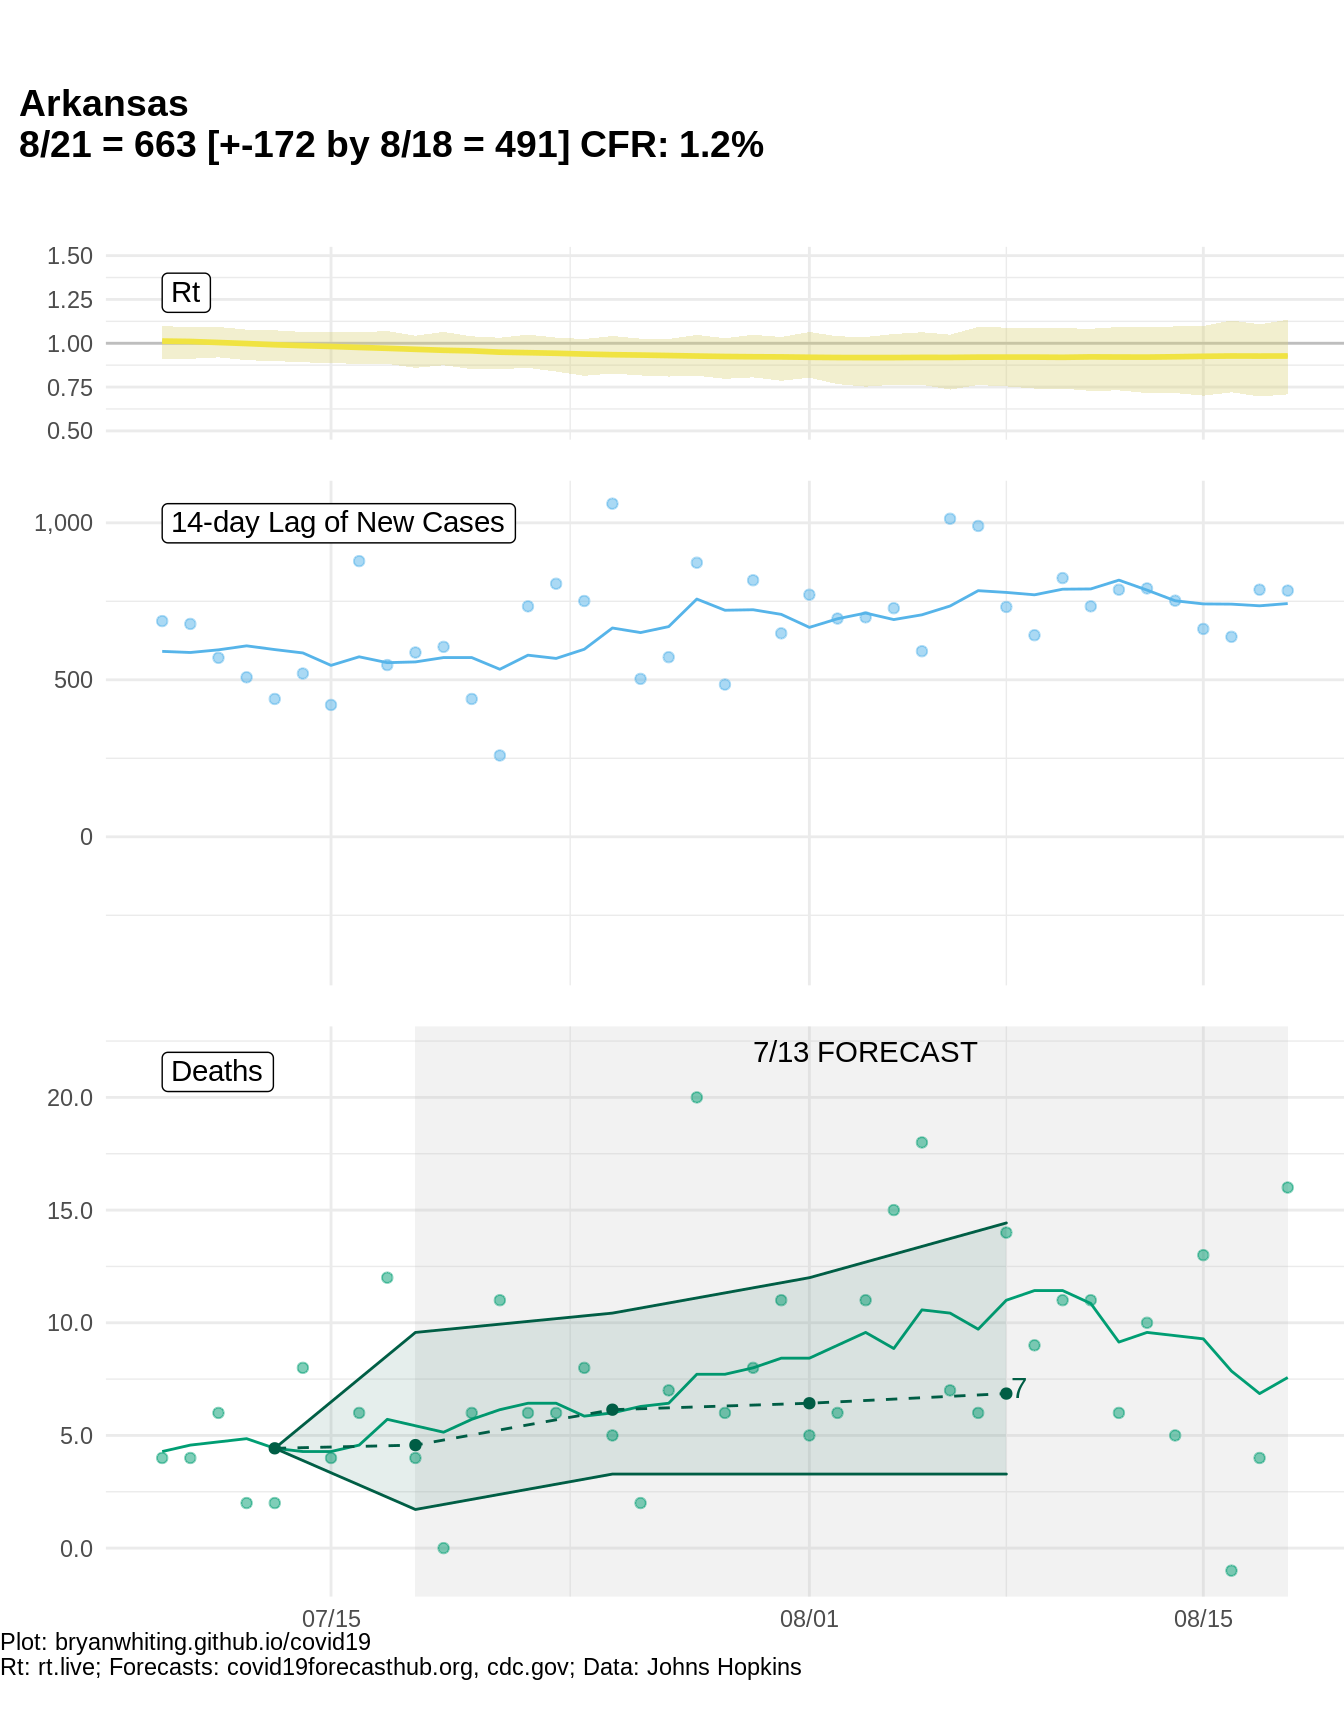 Arkansas
8/21 = 663 [+-172 by 8/18 = 491] CFR: 1.2%
1.50
Rt
1.25
1.00
0.75
0.50
14-day Lag of New Cases
1,000
500
0
7/13 FORECAST
Deaths
20.0
15.0
10.0
7
5.0
0.0
07/15
08/01
08/15
Plot: bryanwhiting.github.io/covid19
Rt: rt.live; Forecasts: covid19forecasthub.org, cdc.gov; Data: Johns Hopkins